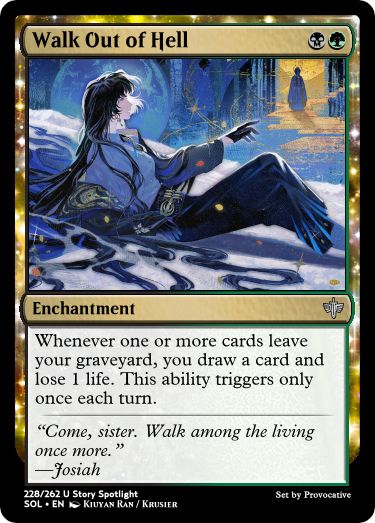 Walk Out of Hell
Enchantment
Whenever one or more cards leave
your graveyard, you draw a card and
lose 1 life. This ability triggers only
once each turn.
“Come, sister. Walk among the living
once more.”
—Josiah
228/262 U Story Spotlight
SOL • EN Kiuyan Ran / Krusier
Set by Provocative